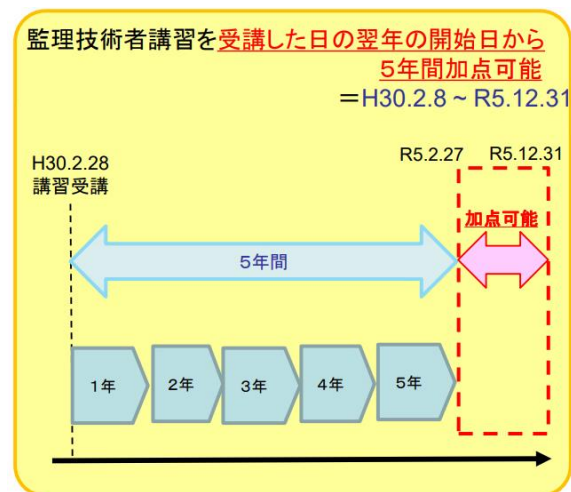 監理技術者講習を受講した日の翌年の開始日から
5年間加点可能
=H30.2.8 ~ R5.12.31
R5.2.27 R5.12.31
H30.2.28
講習受講
加点可能
5年間
1年 2年 3年 4年 5年